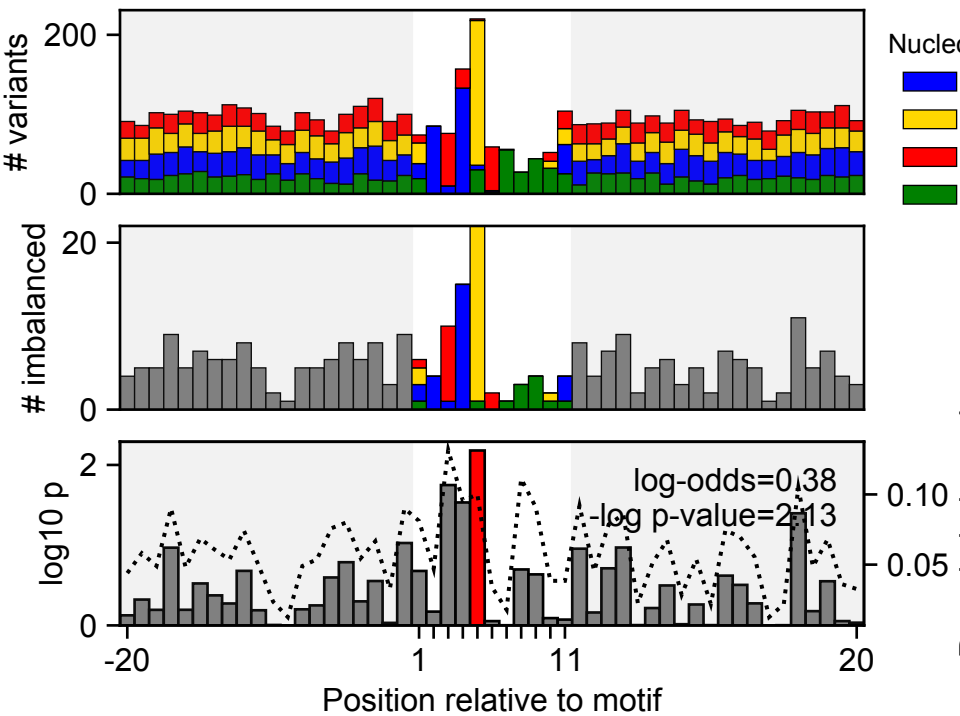 # variants
200
0
Nucleo
# imbalanced
20
0
log10 p
2
0
log-odds=0.38
-log p-value=2.13
0.10
0.05
-20
1
11
20
Position relative to motif